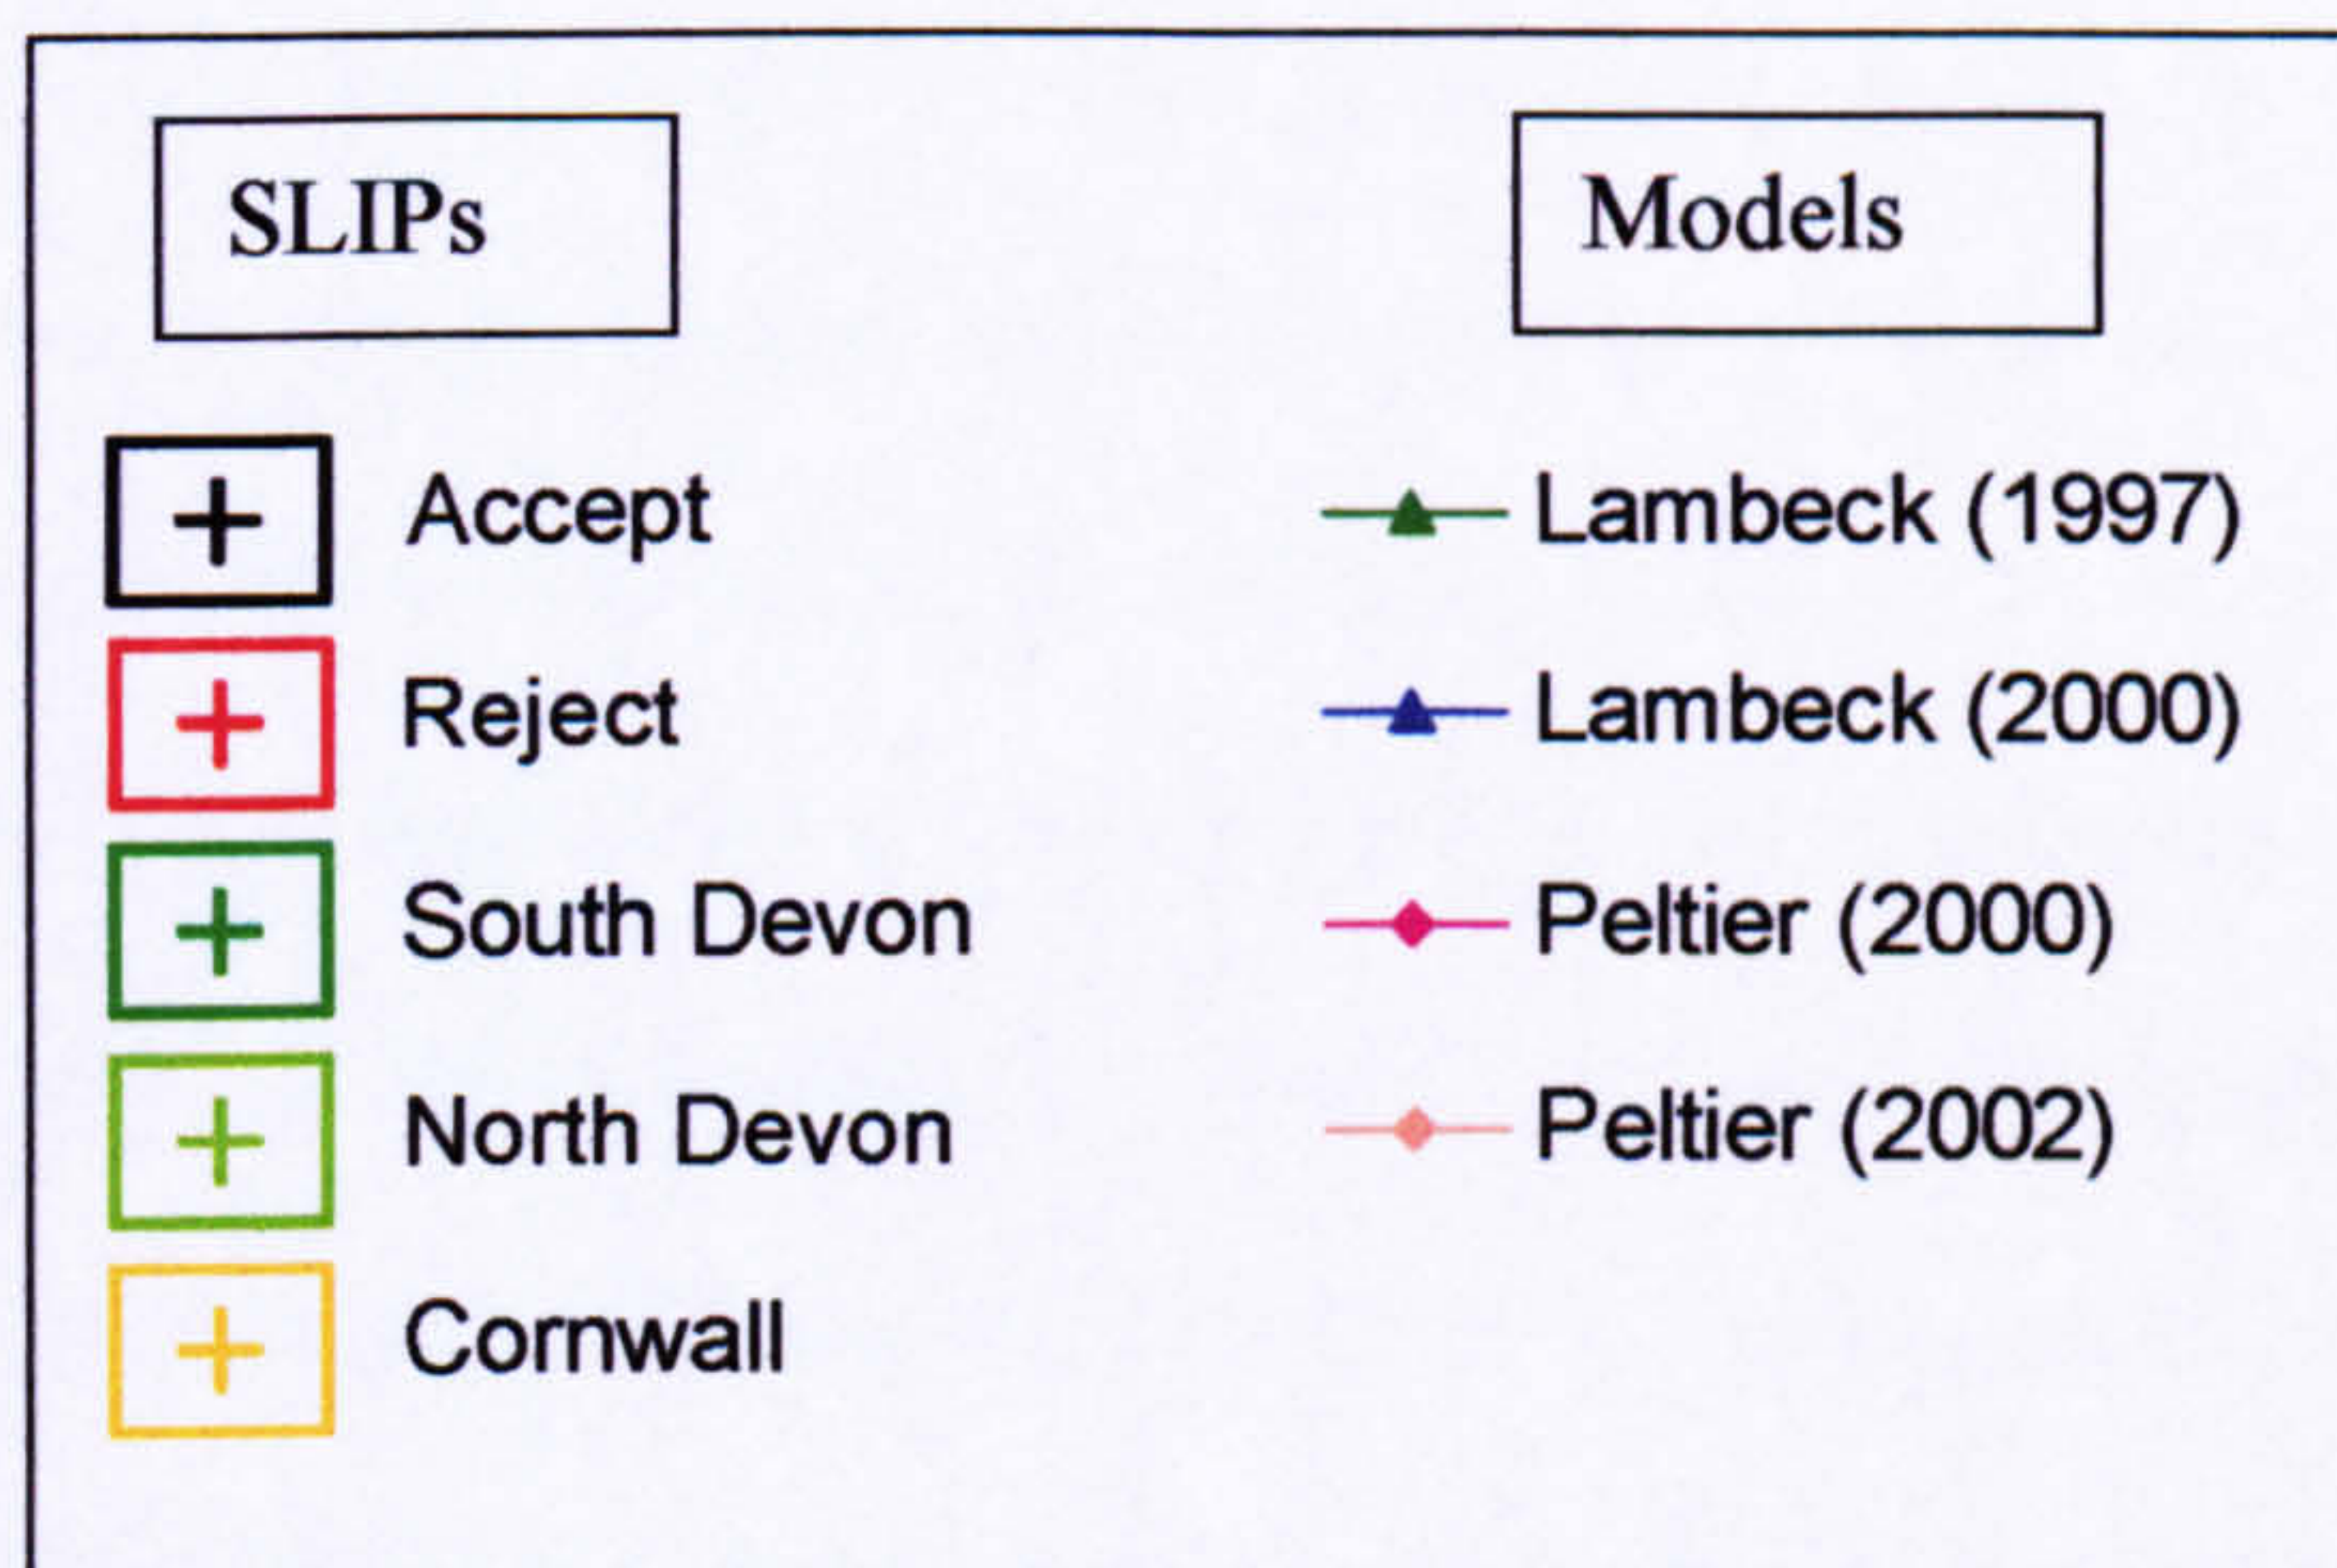 SLIPs
Accept
Reject
South Devon
North Devon
Cornwall
Models
Lambeck (1997)
Lambeck (2000)
Peltier (2000)
Peltier (2002)